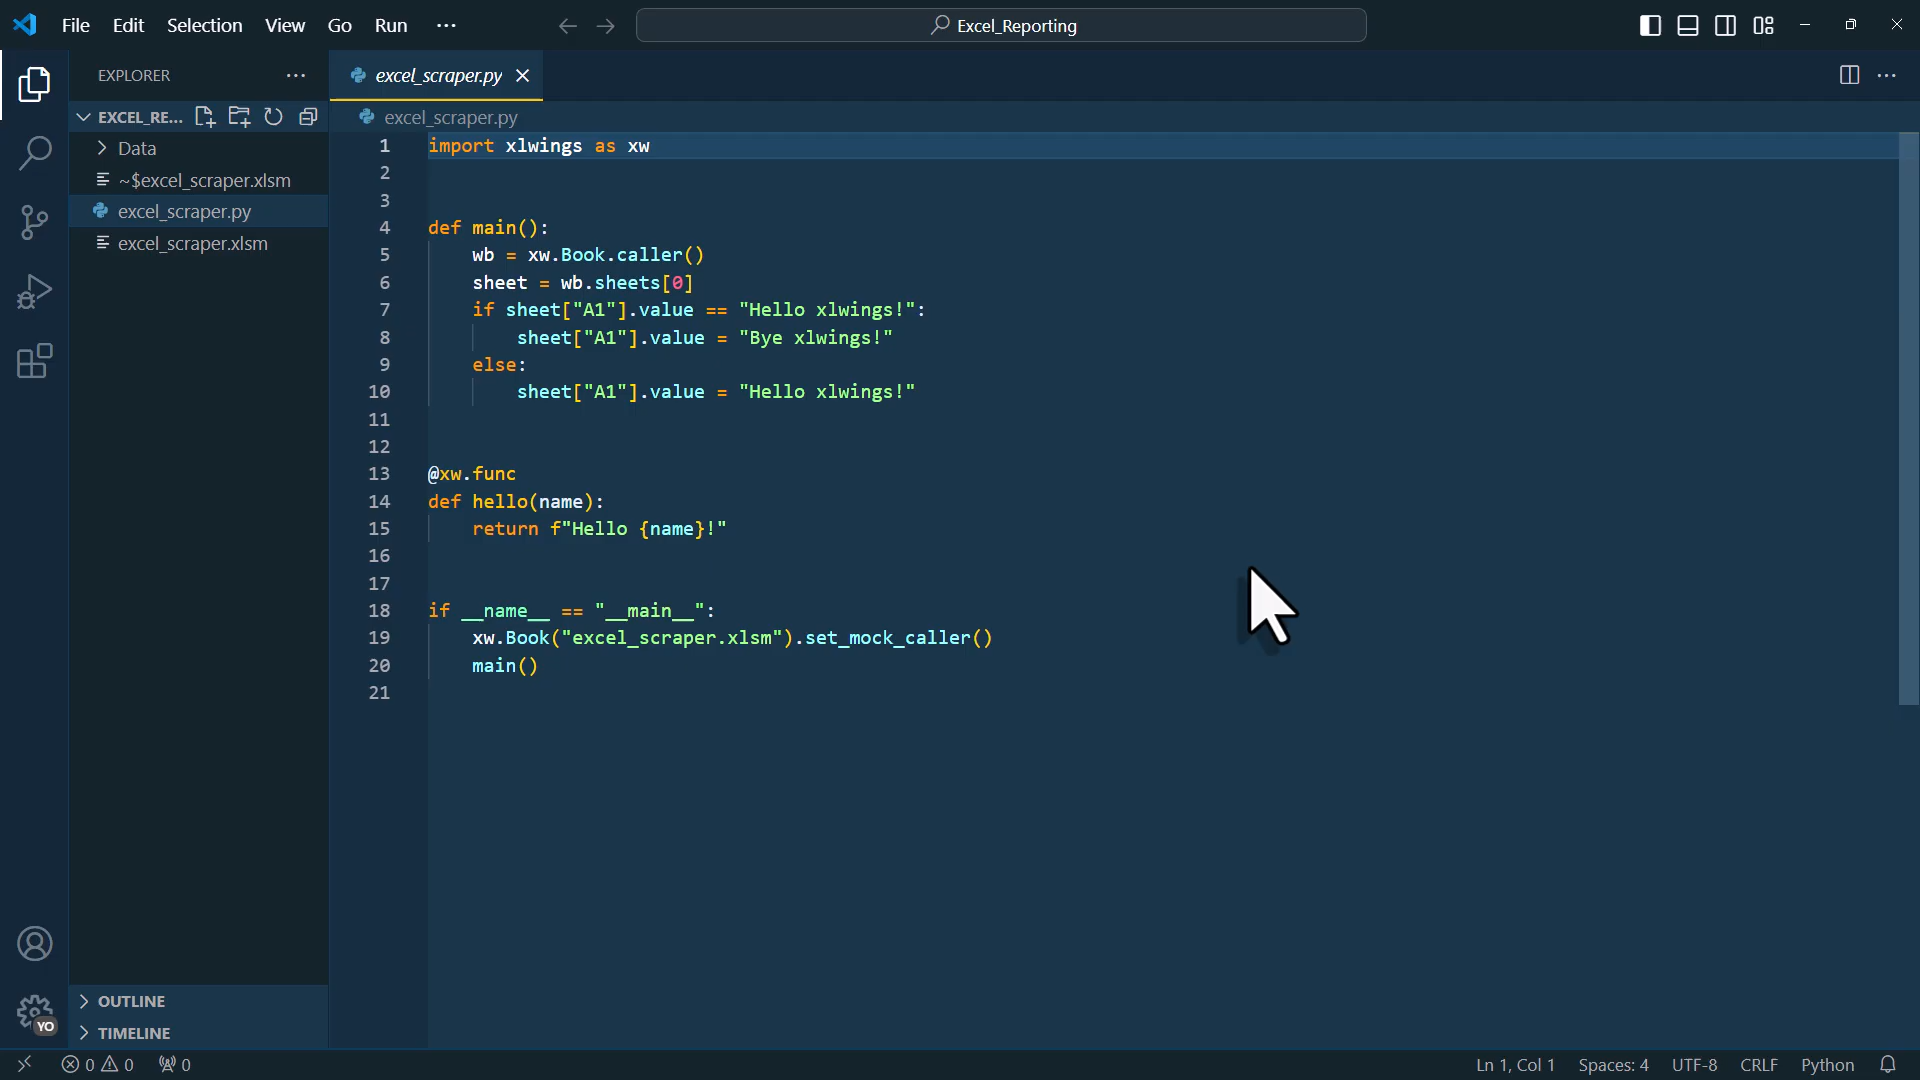 File Edit Selection View Go Run ··· Excel_Reporting
EXPLORER ···
EXCEL_RE...
Data
~$excel_scraper.xlsm
excel_scraper.py
excel_scraper.xlsm
OUTLINE
TIMELINE
YO
excel_scraper.py
excel_scraper.py
1 import xlwings as xw
2
3
4 def main():
5     wb = xw.Book.caller()
6     sheet = wb.sheets[0]
7     if sheet["A1"].value == "Hello xlwings!":
8         sheet["A1"].value = "Bye xlwings!"
9     else:
10         sheet["A1"].value = "Hello xlwings!"
11
12
13 @xw.func
14 def hello(name):
15     return f"Hello {name}!"
16
17
18 if __name__ == "__main__":
19     xw.Book("excel_scraper.xlsm").set_mock_caller()
20     main()
21
0 0 0 Ln 1, Col 1 Spaces: 4 UTF-8 CRLF Python